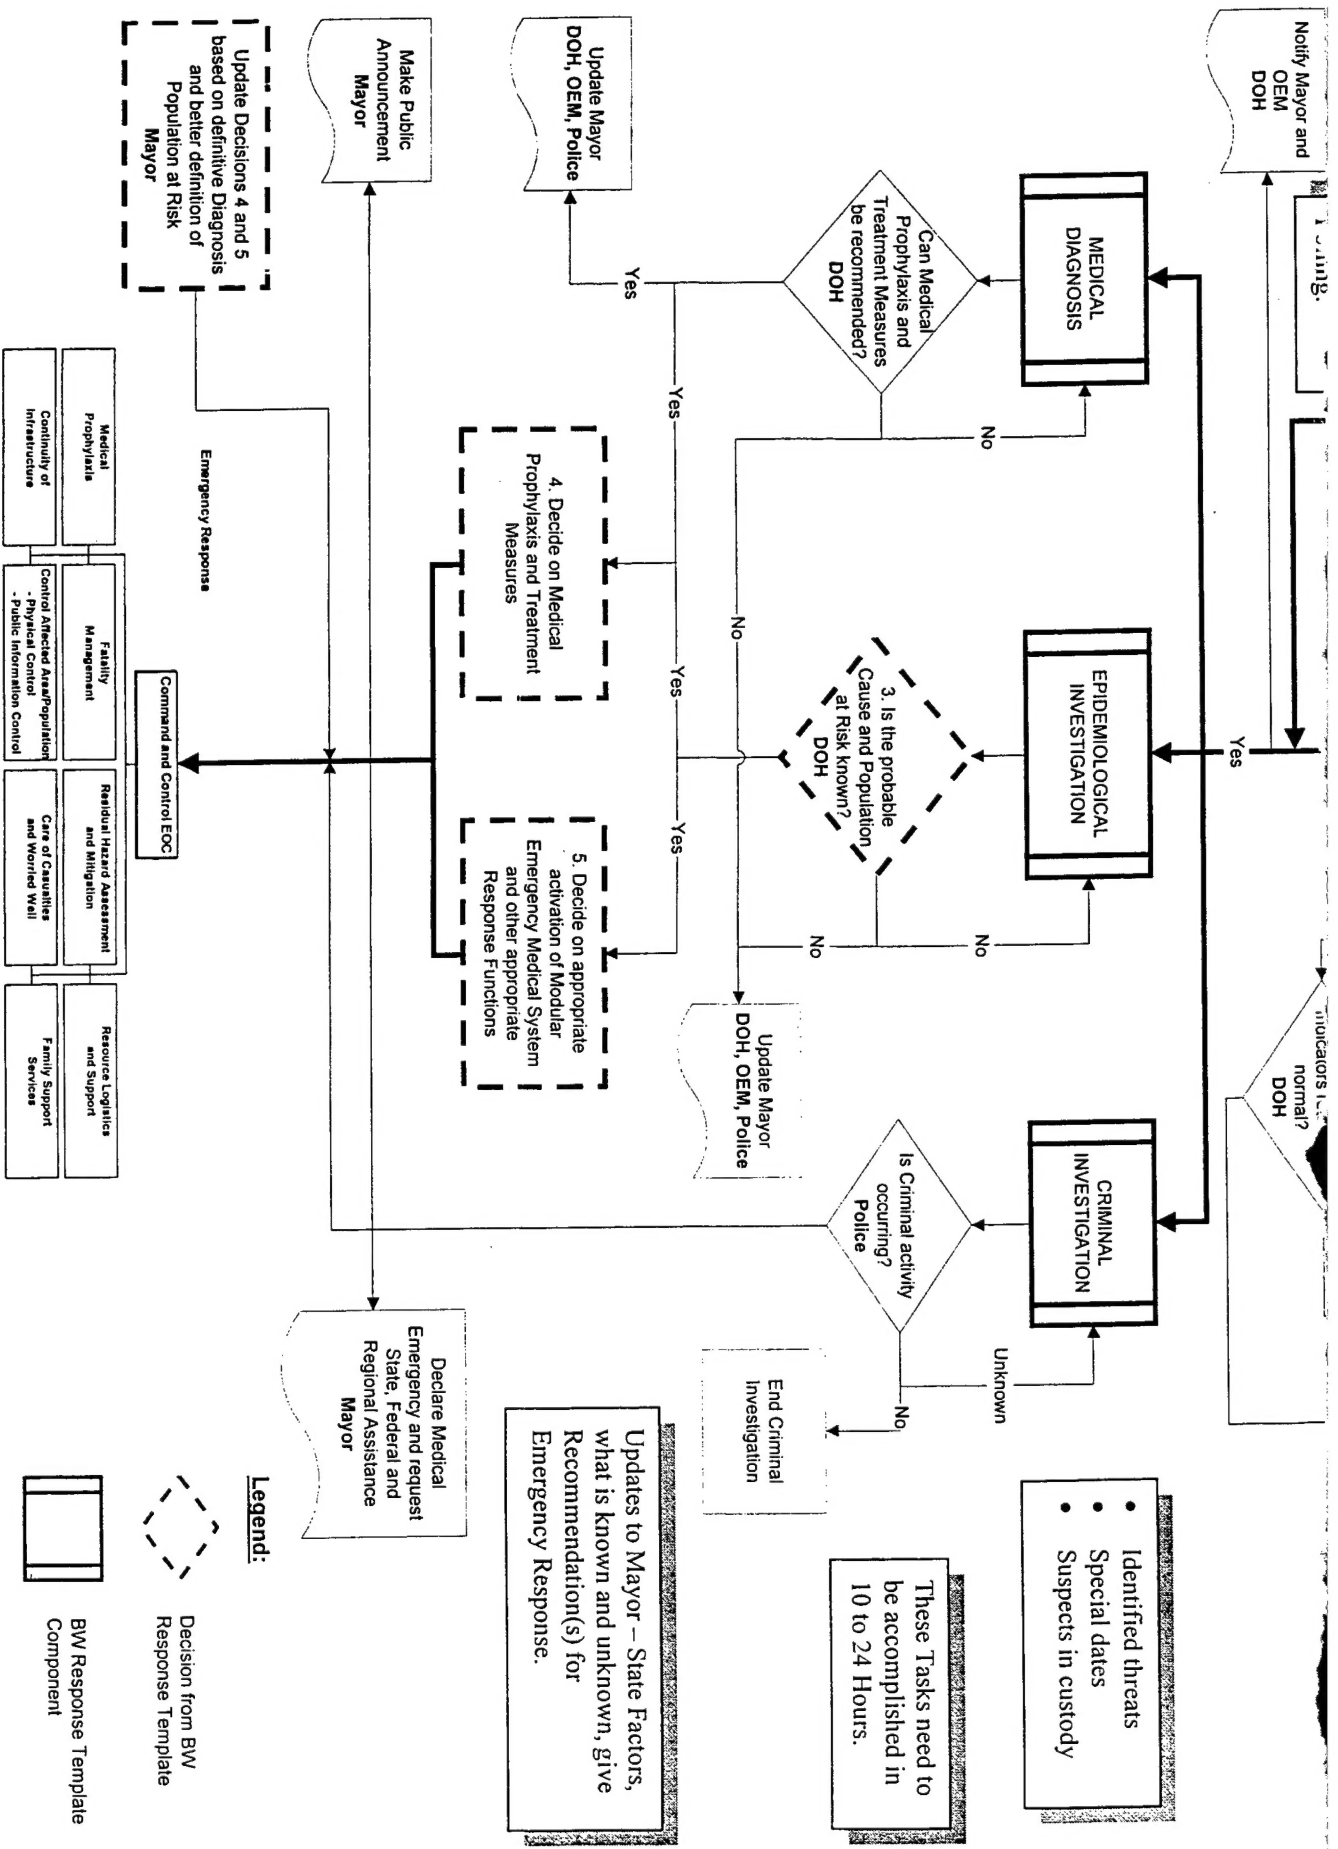 Notify Mayor and
OEM
DOH
normal?
DOH
Yes
MEDICAL
DIAGNOSIS
EPIDEMIOLOGICAL
INVESTIGATION
CRIMINAL
INVESTIGATION
• Identified threats
• Special dates
• Suspects in custody
No
No
Unknown
Can Medical
Prophylaxis and
Treatment Measures
be recommended?
DOH
3. Is the probable
Cause and Population
at Risk known?
DOH
Is Criminal activity
occurring?
Police
No
No
These Tasks need to
be accomplished in
10 to 24 Hours.
No
Update Mayor
DOH, OEM, Police
End Criminal
Investigation
Update Mayor
DOH, OEM, Police
Yes
Yes
Yes
Yes
4. Decide on Medical
Prophylaxis and Treatment
Measures
5. Decide on appropriate
activation of Modular
Emergency Medical System
and other appropriate
Response Functions
Updates to Mayor – State Factors,
what is known and unknown, give
Recommendation(s) for
Emergency Response.
Make Public
Announcement
Mayor
Declare Medical
Emergency and request
State, Federal and
Regional Assistance
Mayor
Update Decisions 4 and 5
based on definitive Diagnosis
and better definition of
Population at Risk
Mayor
Emergency Response
Command and Control EOC
Medical
Prophylaxis
Fatality
Management
Residual Hazard Assessment
and Mitigation
Resource Logistics
and Support
Continuity of
Infrastructure
Control Affected Area/Population
- Physical Control
- Public Information Control
Care of Casualties
and Worried Well
Family Support
Services
Legend:
Decision from BW
Response Template
BW Response Template
Component